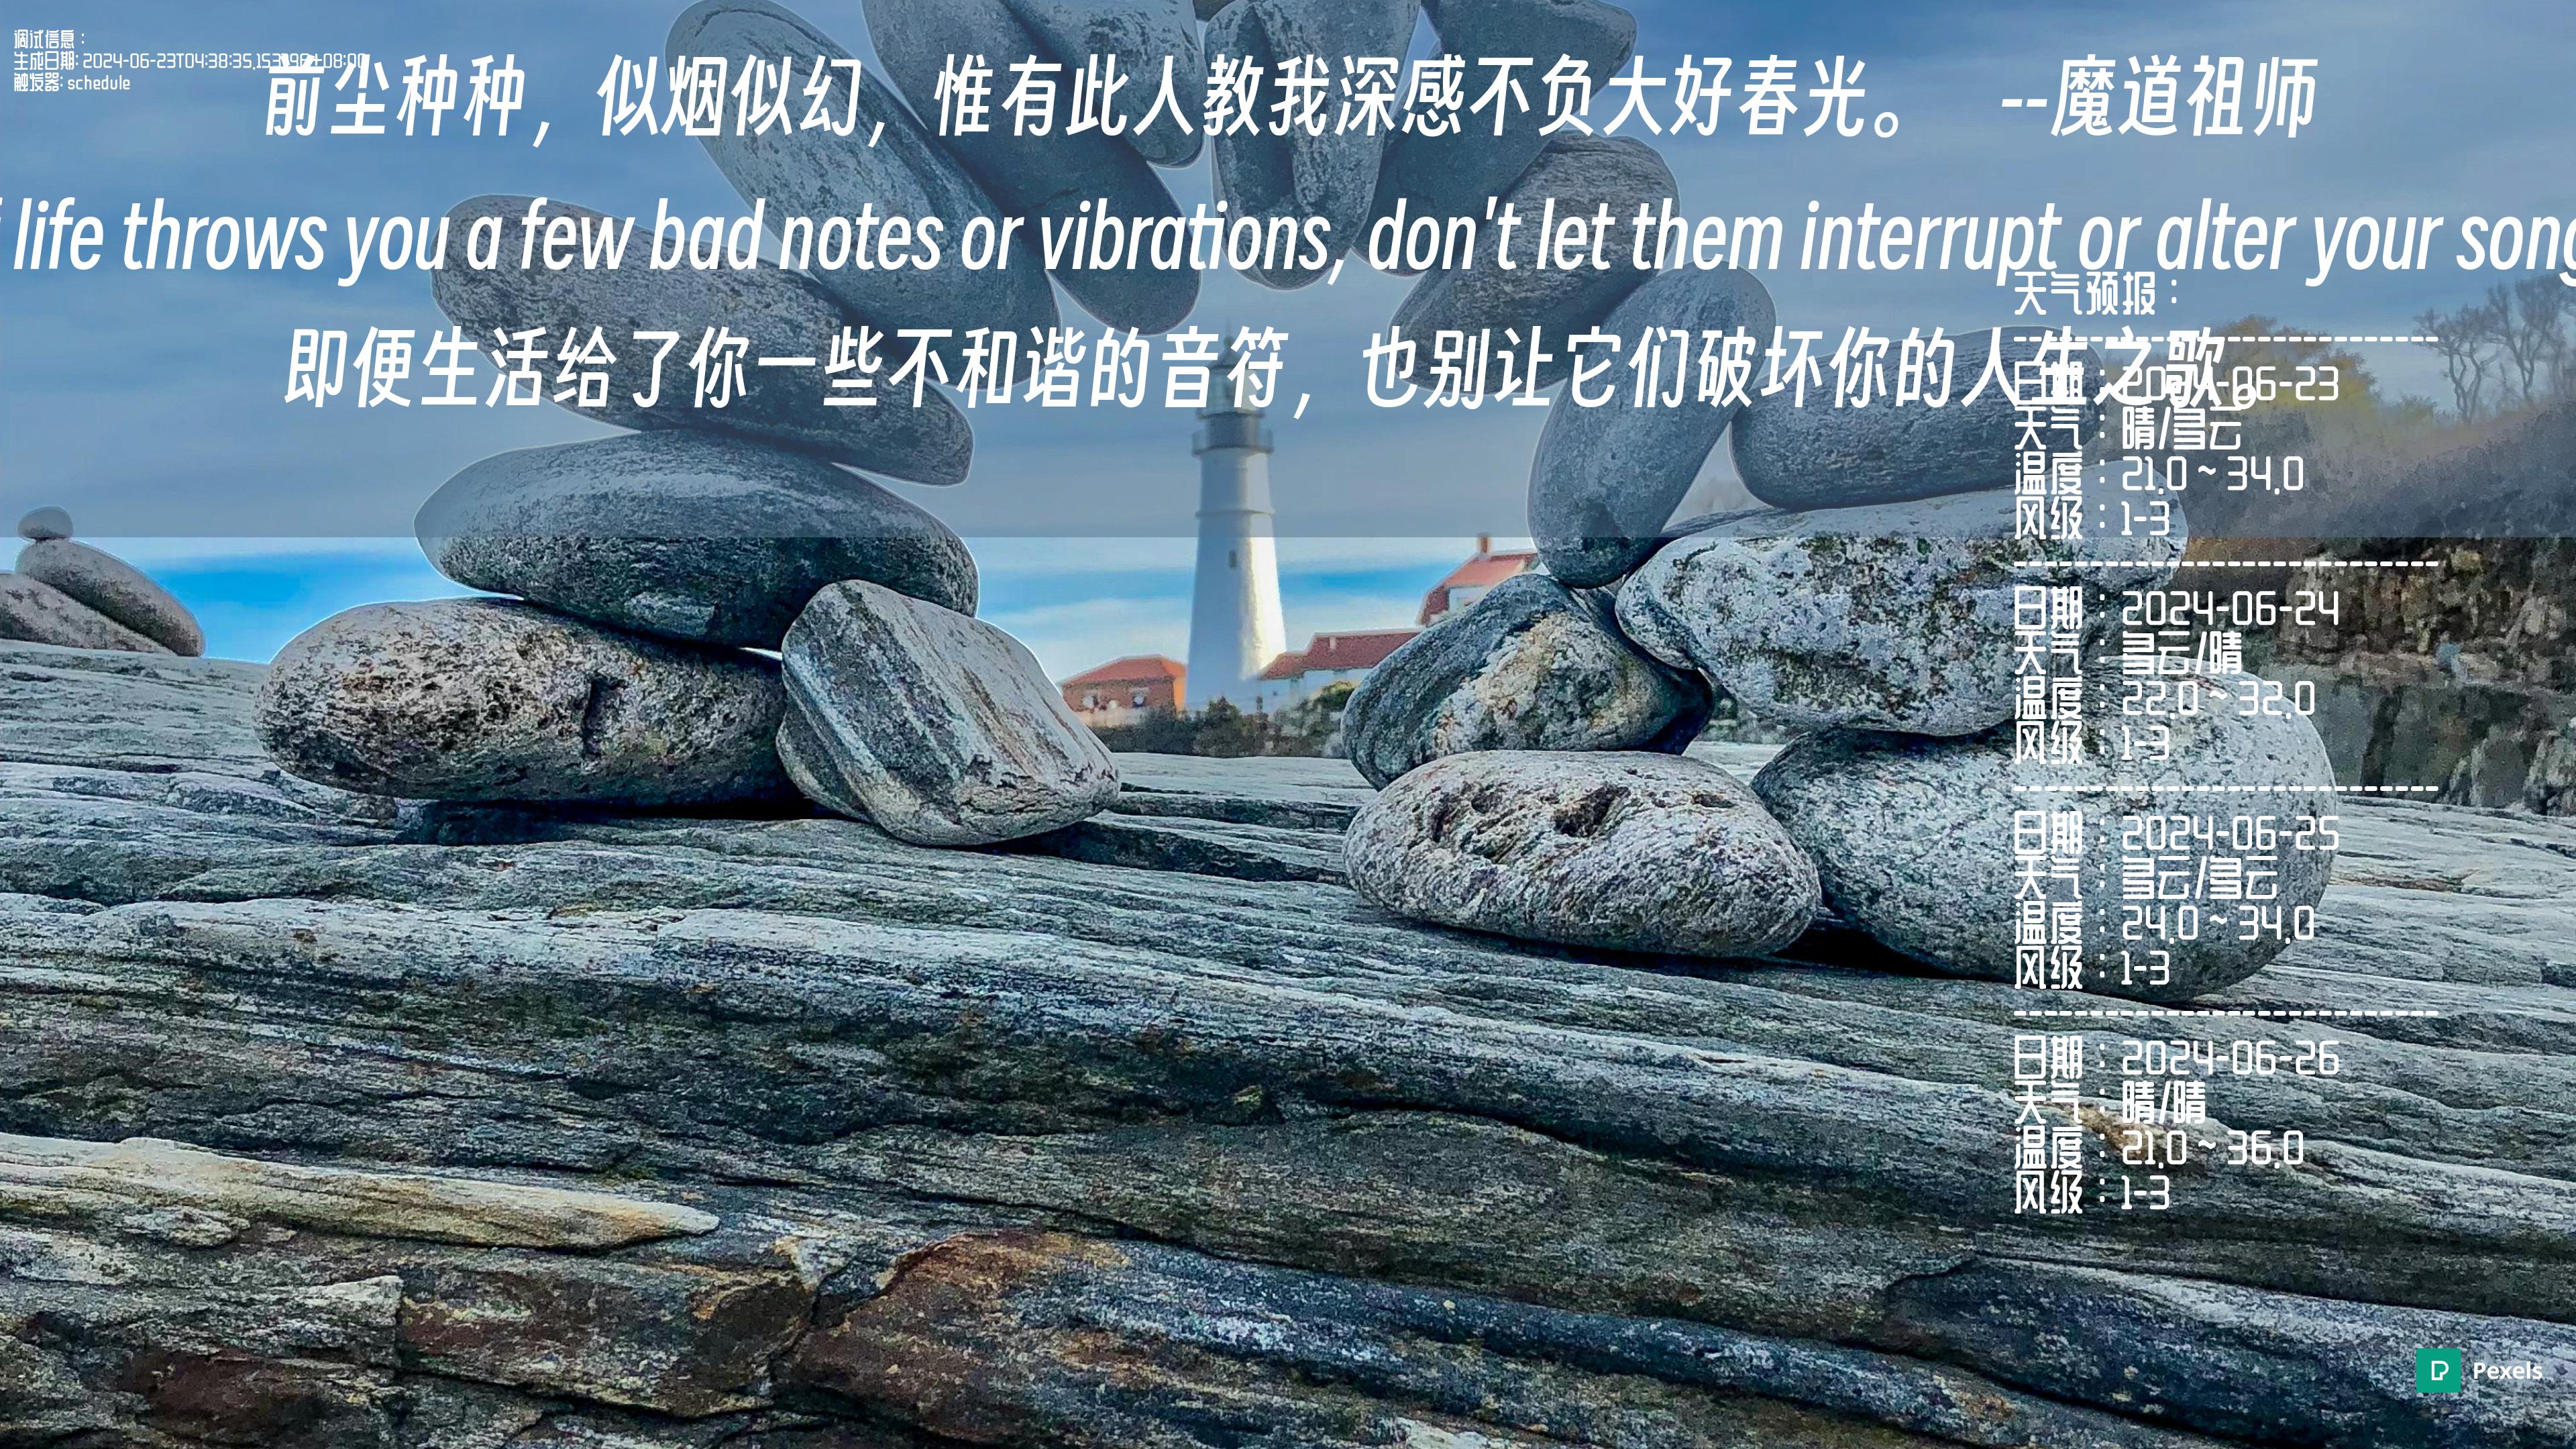 调试信息：
生成日期: 2024-06-23T04:38:35.153396+08:00
触发器: schedule
前尘种种，似烟似幻，惟有此人教我深感不负大好春光。 --魔道祖师
life throws you a few bad notes or vibrations, don't let them interrupt or alter your song
即便生活给了你一些不和谐的音符，也别让它们破坏你的人生之歌。
天气预报：
------------------------------
日期：2024-06-23
天气：晴/多云
温度：21.0 ~ 34.0
风级：1-3
------------------------------
日期：2024-06-24
天气：多云/晴
温度：22.0 ~ 32.0
风级：1-3
------------------------------
日期：2024-06-25
天气：多云/多云
温度：24.0 ~ 34.0
风级：1-3
------------------------------
日期：2024-06-26
天气：晴/晴
温度：21.0 ~ 36.0
风级：1-3
Pexels